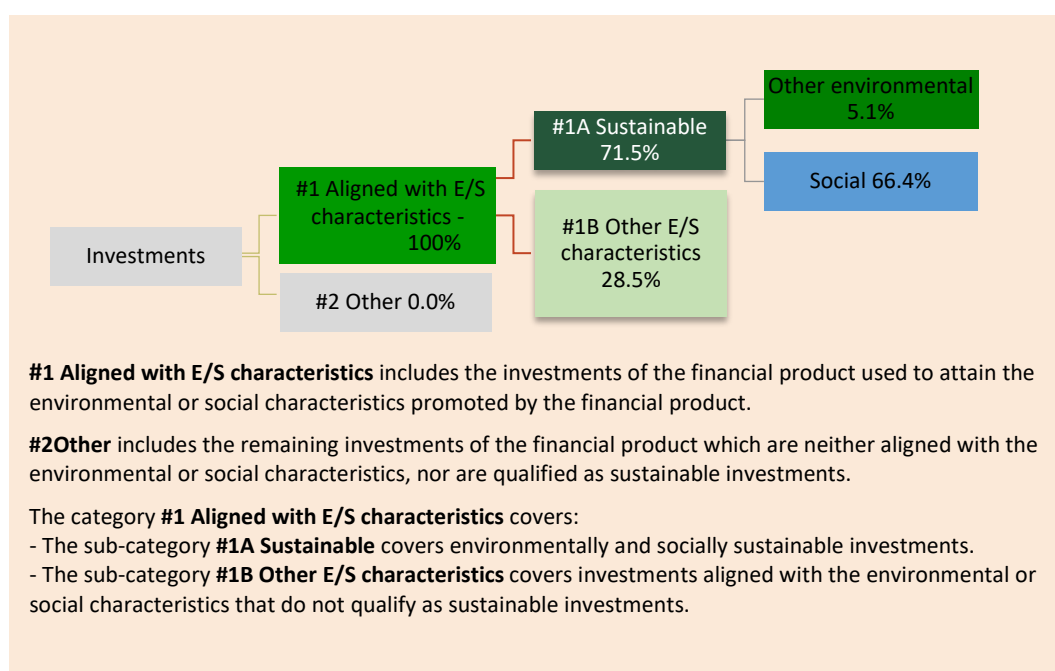 Other environmental
5.1%
#1A Sustainable
71.5%
Social 66.4%
#1 Aligned with E/S
characteristics -
100%
#1B Other E/S
characteristics
28.5%
Investments
#2 Other 0.0%
#1 Aligned with E/S characteristics includes the investments of the financial product used to attain the
environmental or social characteristics promoted by the financial product.
#2Other includes the remaining investments of the financial product which are neither aligned with the
environmental or social characteristics, nor are qualified as sustainable investments.
The category #1 Aligned with E/S characteristics covers:
- The sub-category #1A Sustainable covers environmentally and socially sustainable investments.
- The sub-category #1B Other E/S characteristics covers investments aligned with the environmental or
social characteristics that do not qualify as sustainable investments.